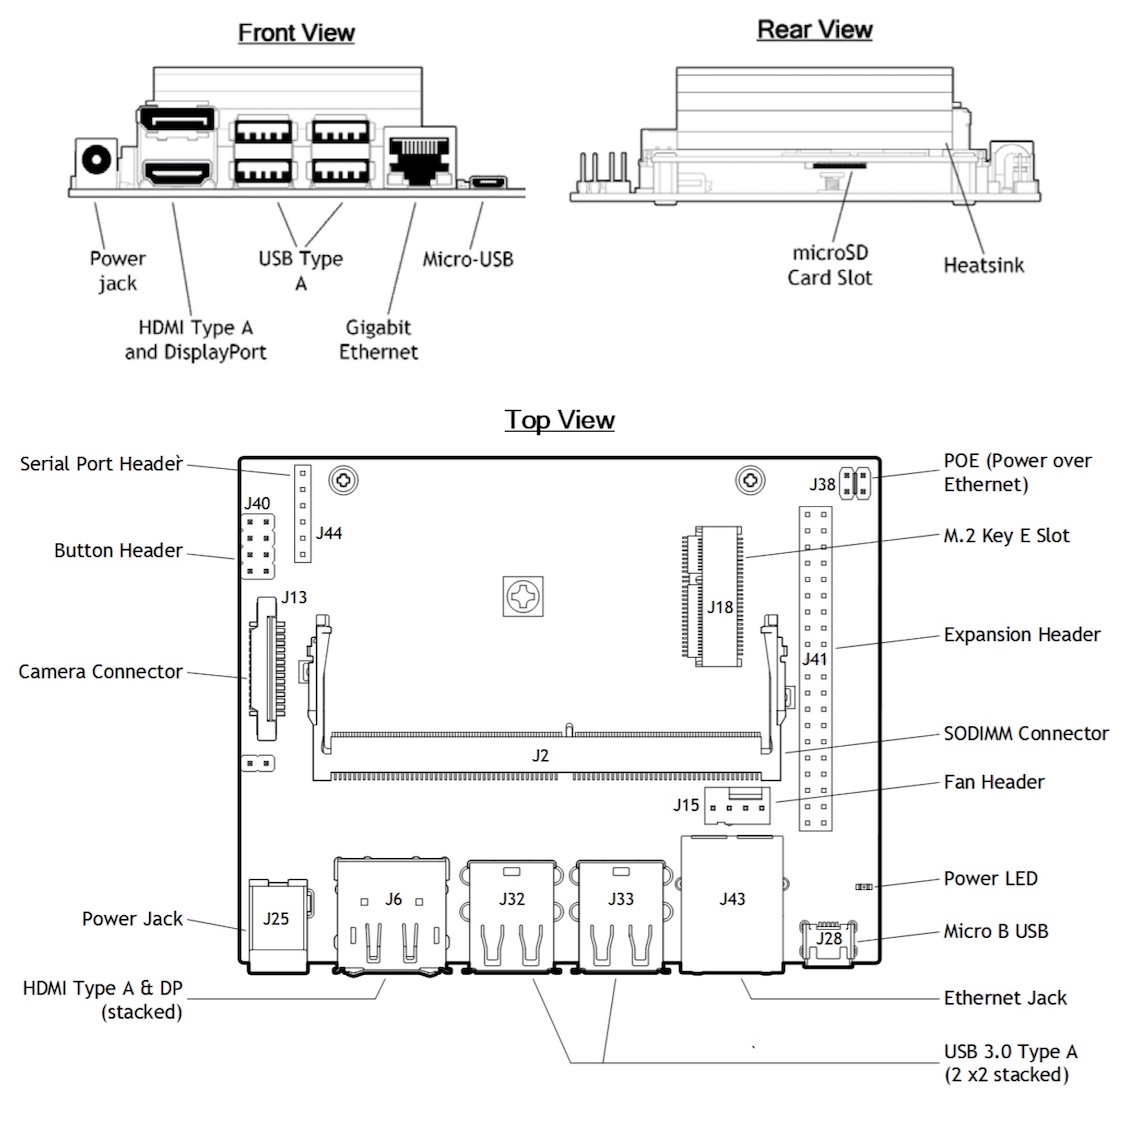 Front View
Rear View
Power
jack
USB Type
A
Micro-USB
HDMI Type A
and DisplayPort
Gigabit
Ethernet
microSD
Card Slot
Heatsink
Top View
Serial Port Header
POE (Power over
Ethernet)
J38
J40
J44
Button Header
M.2 Key E Slot
J13
J18
Expansion Header
J41
Camera Connector
SODIMM Connector
J2
Fan Header
J15
Power LED
J25
J6
J32
J33
J43
Power Jack
J28
Micro B USB
HDMI Type A & DP
(stacked)
Ethernet Jack
USB 3.0 Type A
(2 x2 stacked)